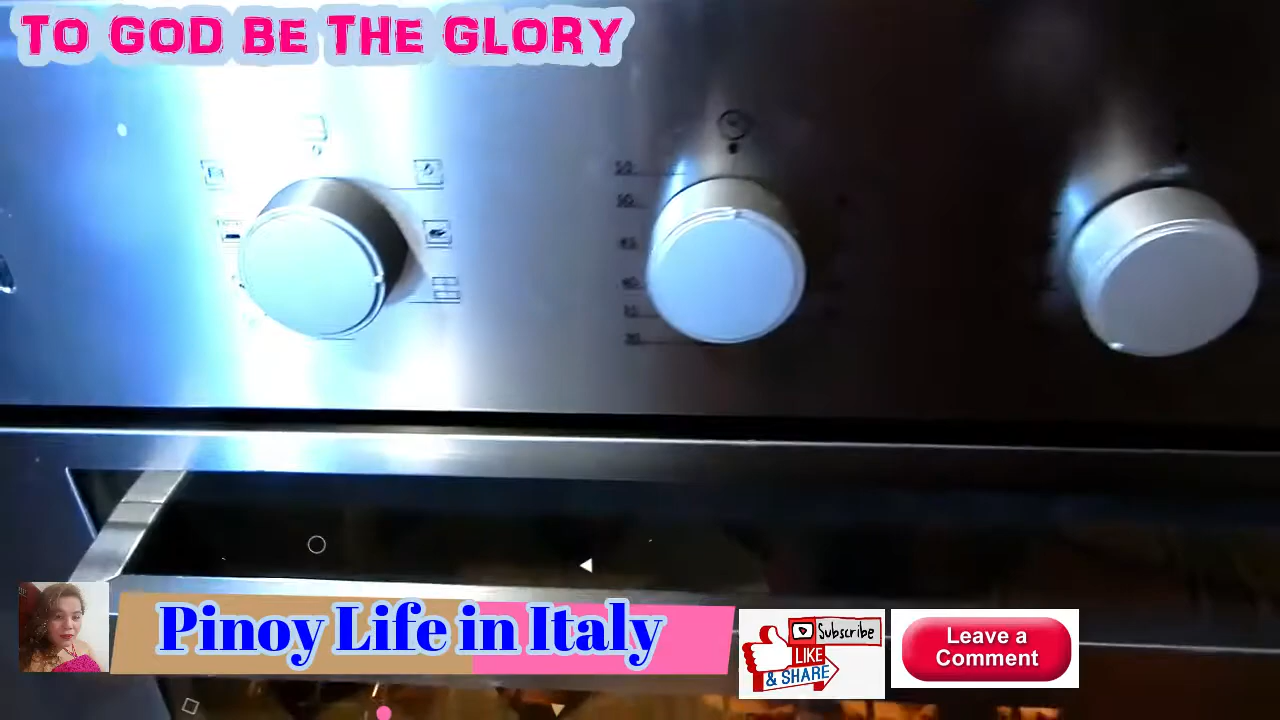 TO GOD BE THE GLORY
Pinoy Life in Italy
Subscribe
LIKE
& SHARE
Leave a
Comment